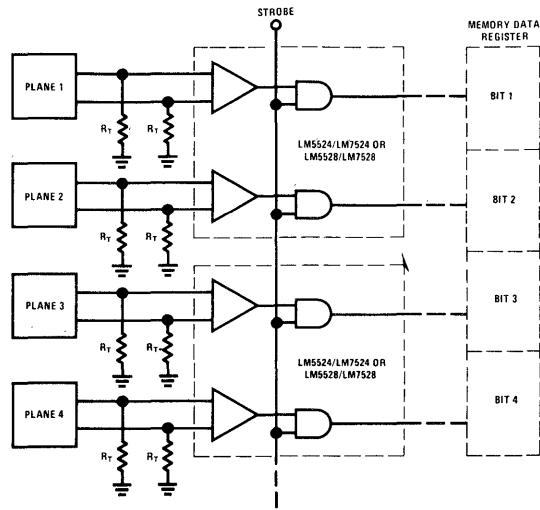 STROBE
MEMORY DATA
REGISTER
PLANE 1
BIT 1
R_T
R_T
LM5524/LM7524 OR
LM5528/LM7528
PLANE 2
BIT 2
R_T
R_T
PLANE 3
BIT 3
R_T
R_T
LM5524/LM7524 OR
LM5528/LM7528
PLANE 4
BIT 4
R_T
R_T